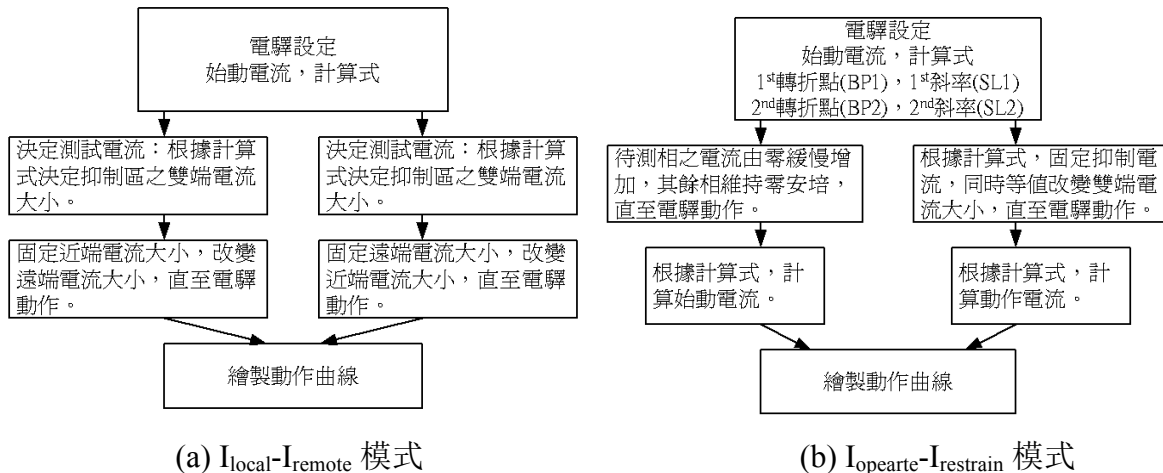 電驛設定
始動電流，計算式
決定測試電流：根據計算
式決定抑制區之雙端電流
大小。
決定測試電流：根據計算
式決定抑制區之雙端電流
大小。
固定近端電流大小，改變
遠端電流大小，直至電驛
動作。
固定遠端電流大小，改變
近端電流大小，直至電驛
動作。
繪製動作曲線
(a) Ilocal-Iremote 模式
電驛設定
始動電流，計算式
1st轉折點(BP1)，1st斜率(SL1)
2nd轉折點(BP2)，2nd斜率(SL2)
待測相之電流由零緩慢增
加，其餘相維持零安培，
直至電驛動作。
根據計算式，固定抑制電
流，同時等值改變雙端電
流大小，直至電驛動作。
根據計算式，計
算始動電流。
根據計算式，計
算動作電流。
繪製動作曲線
(b) Iopearte-Irestrain 模式